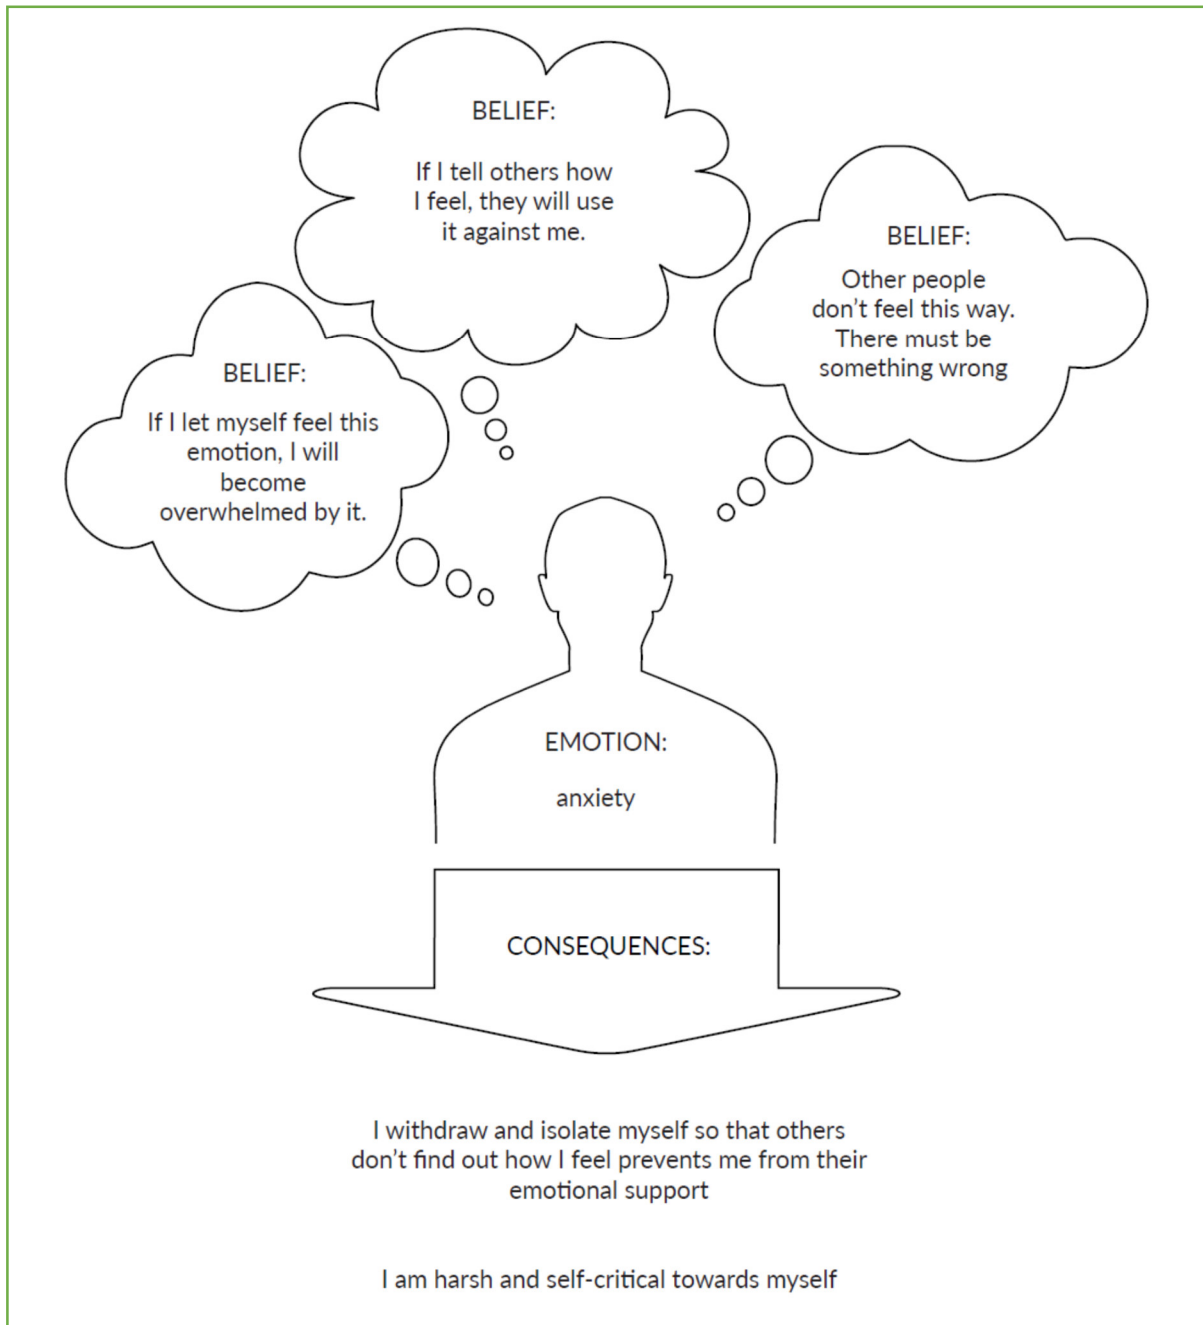 BELIEF:
If I tell others how
I feel, they will use
it against me.
BELIEF:
Other people
don’t feel this way.
There must be
something wrong
BELIEF:
If I let myself feel this
emotion, I will
become
overwhelmed by it.
EMOTION:
anxiety
CONSEQUENCES:
I withdraw and isolate myself so that others
don’t find out how I feel prevents me from their
emotional support
I am harsh and self-critical towards myself